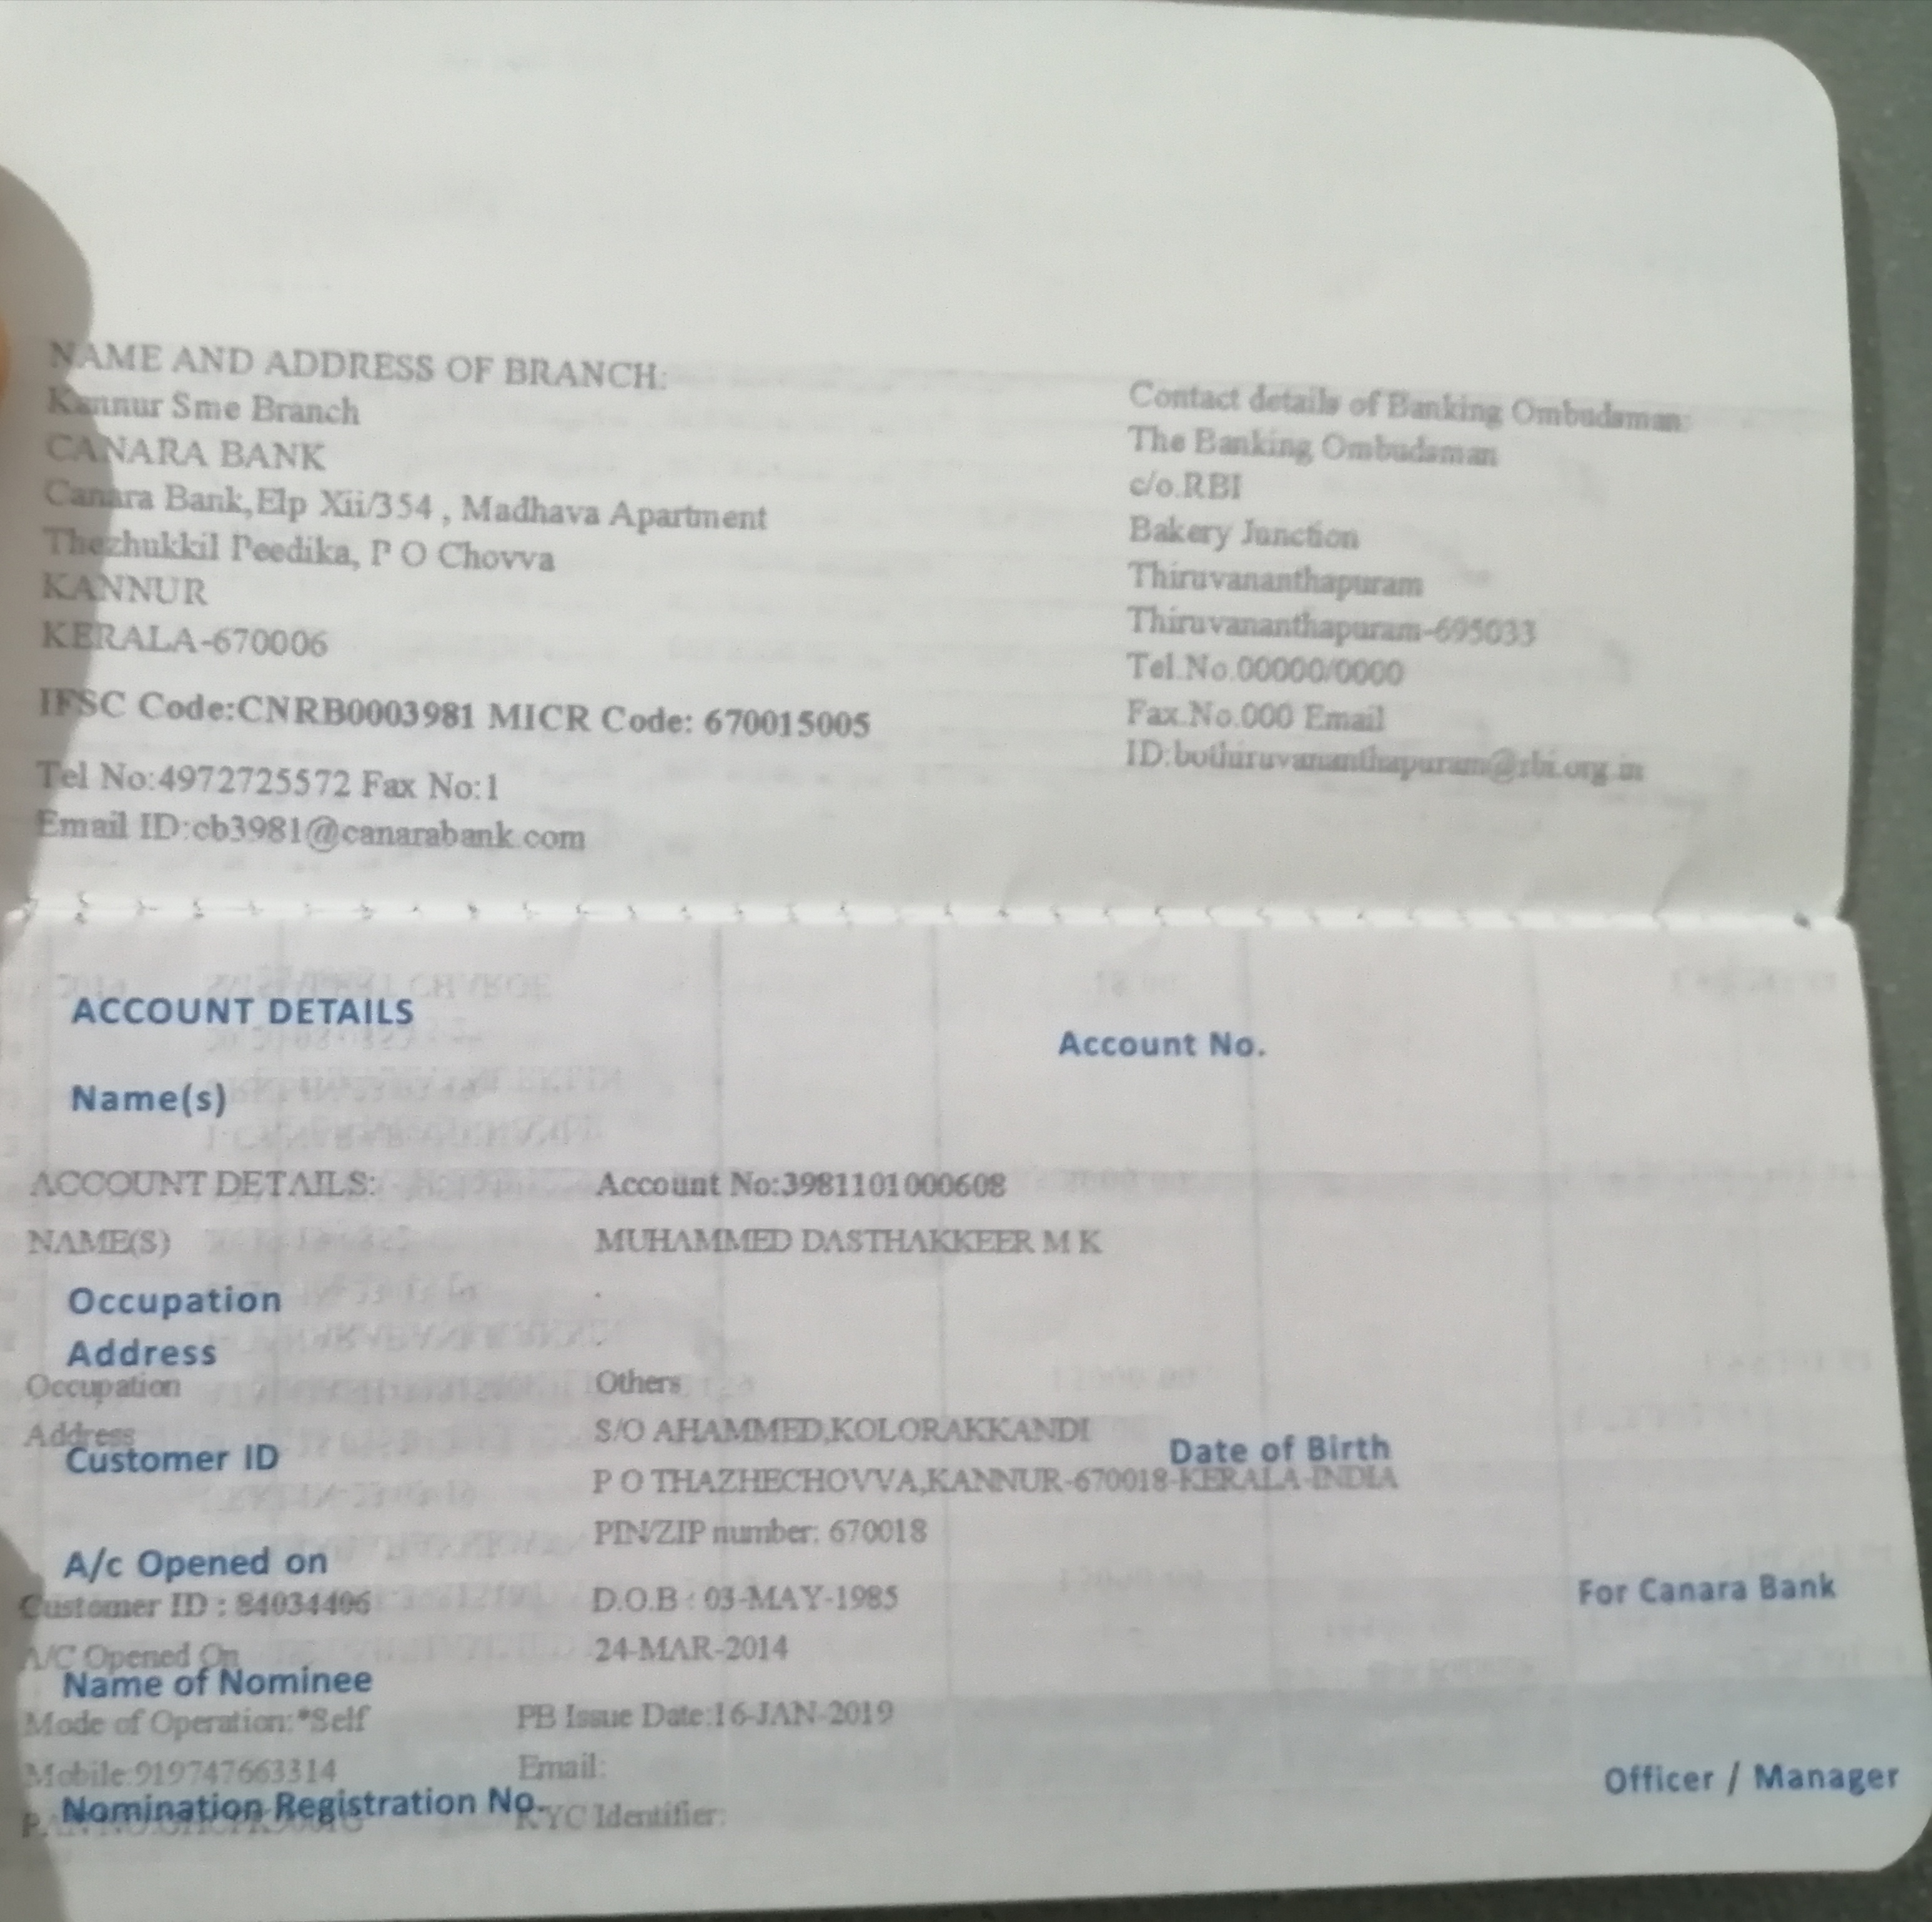 NAME AND ADDRESS OF BRANCH:
Kannur Sme Branch
CANARA BANK
Canara Bank,Elp Xii/354 , Madhava Apartment
Thezhukkil Peedika, P O Chovva
KANNUR
KERALA-670006
IFSC Code:CNRB0003981 MICR Code: 670015005
Tel No:4972725572 Fax No:1
Email ID:cb3981@canarabank.com
Contact details of Banking Ombudsman:
The Banking Ombudsman
c/o.RBI
Bakery Junction
Thiruvananthapuram
Thiruvananthapuram-695033
Tel.No.00000/0000
Fax.No.000 Email
ID:bothiruvananthapuram@rbi.org.in
ACCOUNT DETAILS
Account No.
Name(s)
ACCOUNT DETAILS: Account No:3981101000608
NAME(S) MUHAMMED DASTHAKKEER M K
Occupation
Address
Occupation Others
Address S/O AHAMMED,KOLORAKKANDI
Customer ID Date of Birth
P O THAZHECHOVVA,KANNUR-670018-KERALA-INDIA
PIN/ZIP number: 670018
A/c Opened on
For Canara Bank
Customer ID : 84034406 D.O.B : 03-MAY-1985
A/C Opened On 24-MAR-2014
Name of Nominee
Mode of Operation:*Self PB Issue Date:16-JAN-2019
Mobile:919747663314 Email:
Officer / Manager
Nomination Registration No.
KYC Identifier: